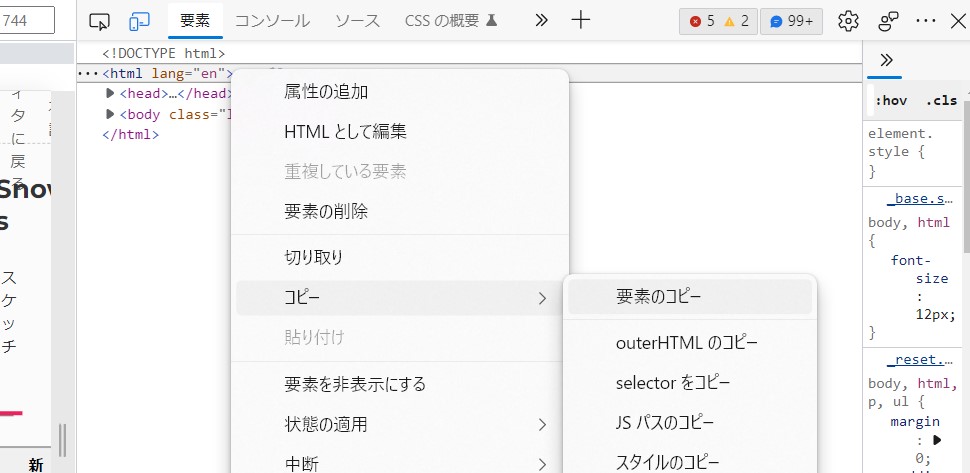 744
要素
コンソール
ソース
CSS の概要
5
2
99+
<!DOCTYPE html>
<html lang="en">
<head>…</head>
<body class="
</html>
タ
に
戻
る
Snov
s
ス
ケ
ッ
チ
新
属性の追加
HTML として編集
重複している要素
要素の削除
切り取り
コピー
貼り付け
要素を非表示にする
状態の適用
中断
要素のコピー
outerHTML のコピー
selector をコピー
JS パスのコピー
スタイルのコピー
:hov .cls
element.
style {
}
_base.s…
body, html
{
font-
size
:
12px;
}
_reset.…
body, html,
p, ul {
margin
:
0;